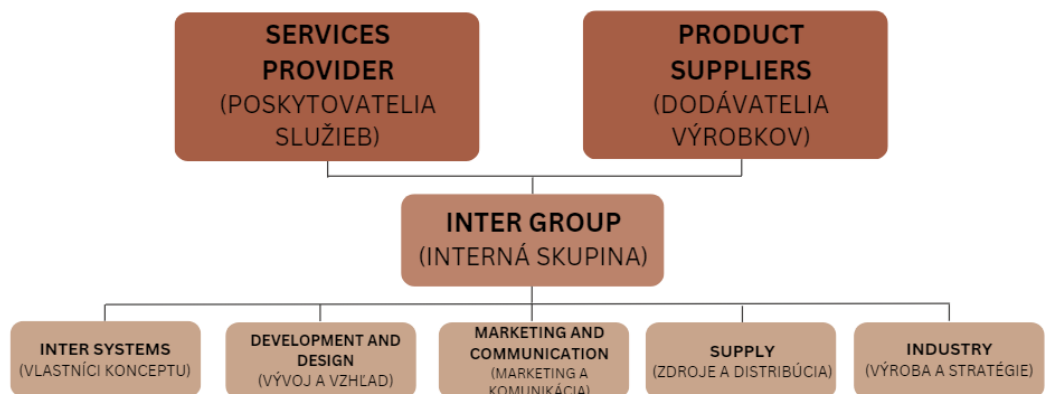 SERVICES
PROVIDER
(POSKYTOVATELIA
SLUŽIEB)
PRODUCT
SUPPLIERS
(DODÁVATELIA
VÝROBKOV)
INTER GROUP
(INTERNÁ SKUPINA)
INTER SYSTEMS
(VLASTNÍCI KONCEPTU)
DEVELOPMENT AND
DESIGN
(VÝVOJ A VZHĽAD)
MARKETING AND
COMMUNICATION
(MARKETING A
KOMUNIKÁCIA)
SUPPLY
(ZDROJE A DISTRIBÚCIA)
INDUSTRY
(VÝROBA A STRATÉGIE)